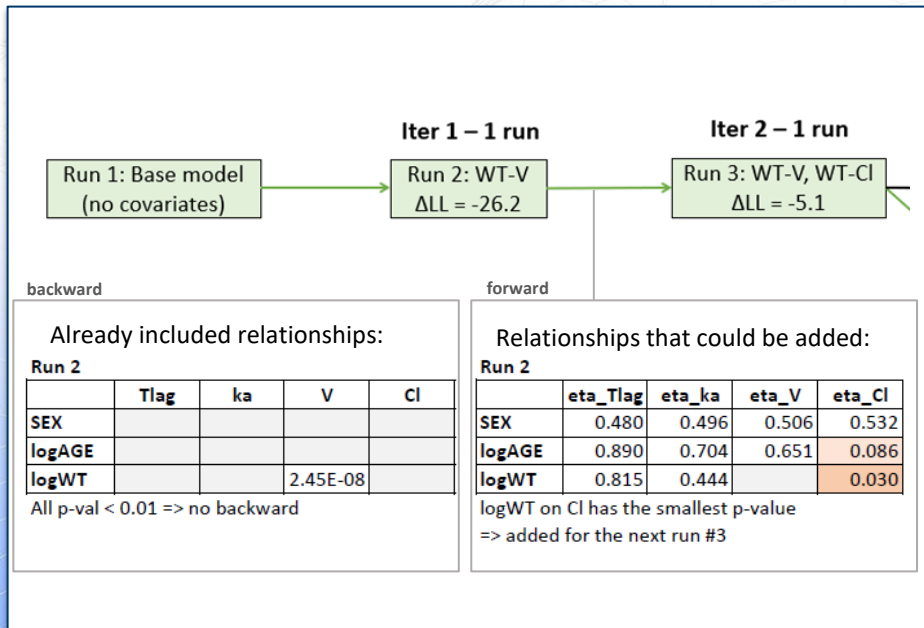 Iter 1 – 1 run
Iter 2 – 1 run
Run 1: Base model
(no covariates)
Run 2: WT-V
ΔLL = -26.2
Run 3: WT-V, WT-Cl
ΔLL = -5.1
backward
Already included relationships:
Run 2
Tlag ka V Cl
SEX
logAGE
logWT 2.45E-08
All p-val < 0.01 => no backward
forward
Relationships that could be added:
Run 2
eta_Tlag eta_ka eta_V eta_Cl
SEX 0.480 0.496 0.506 0.532
logAGE 0.890 0.704 0.651 0.086
logWT 0.815 0.444 0.030
logWT on Cl has the smallest p-value
=> added for the next run #3